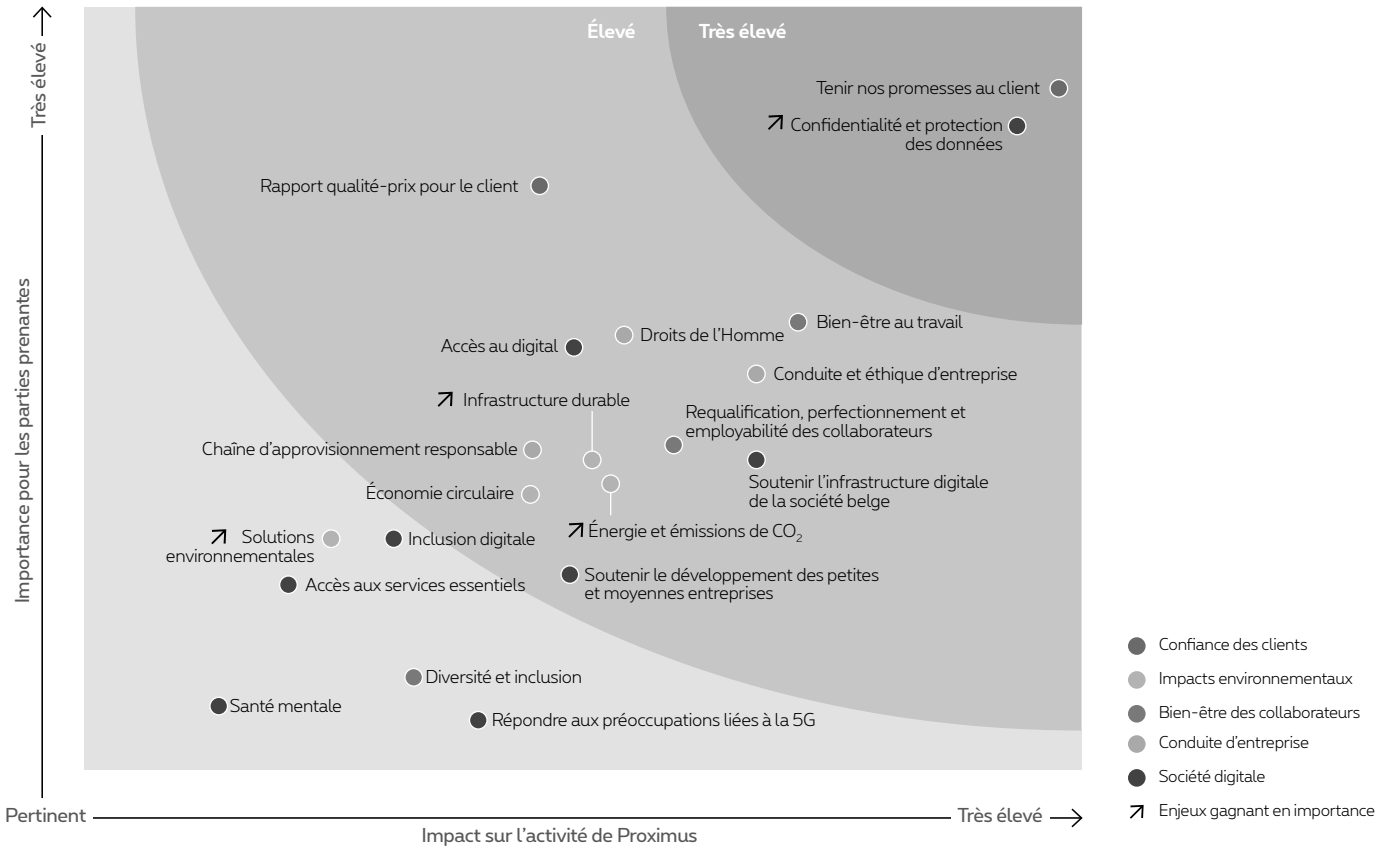 Très élevé
Importance pour les parties prenantes
Élevé
Très élevé
Tenir nos promesses au client
Confidentialité et protection
des données
Rapport qualité-prix pour le client
Bien-être au travail
Droits de l'Homme
Accès au digital
Conduite et éthique d'entreprise
Infrastructure durable
Requalification, perfectionnement et
employabilité des collaborateurs
Chaîne d'approvisionnement responsable
Soutenir l'infrastructure digitale
de la société belge
Économie circulaire
Énergie et émissions de CO₂
Solutions
environnementales
Inclusion digitale
Accès aux services essentiels
Soutenir le développement des petites
et moyennes entreprises
Diversité et inclusion
Santé mentale
Répondre aux préoccupations liées à la 5G
Confiance des clients
Impacts environnementaux
Bien-être des collaborateurs
Conduite d'entreprise
Société digitale
Enjeux gagnant en importance
Pertinent
Très élevé
Impact sur l'activité de Proximus